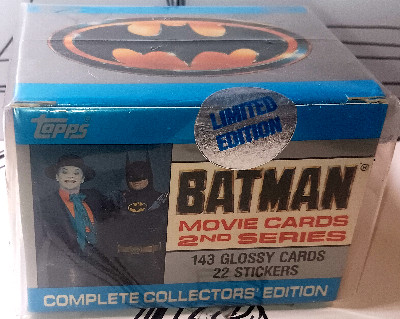 LIMITED
EDITION
topps
BATMAN
MOVIE CARDS
2ND SERIES
143 GLOSSY CARDS
22 STICKERS
COMPLETE COLLECTORS' EDITION